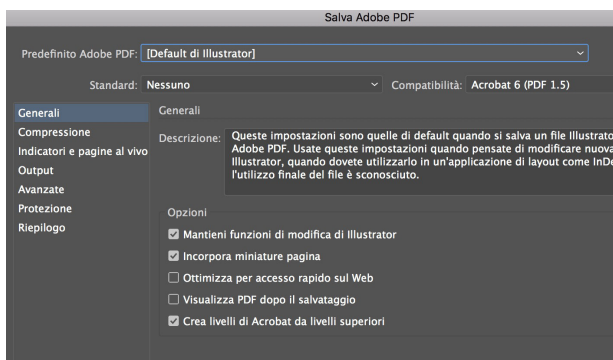 Salva Adobe PDF
Predefinito Adobe PDF: [Default di Illustrator]
Standard: Nessuno Compatibilità: Acrobat 6 (PDF 1.5)
Generali
Compressione
Indicatori e pagine al vivo
Output
Avanzate
Protezione
Riepilogo
Generali
Descrizione: Queste impostazioni sono quelle di default quando si salva un file Illustrato
Adobe PDF. Usate queste impostazioni quando pensate di modificare nuova
Illustrator, quando dovete utilizzarlo in un'applicazione di layout come InDe
l'utilizzo finale del file è sconosciuto.
Opzioni
Mantieni funzioni di modifica di Illustrator
Incorpora miniature pagina
Ottimizza per accesso rapido sul Web
Visualizza PDF dopo il salvataggio
Crea livelli di Acrobat da livelli superiori